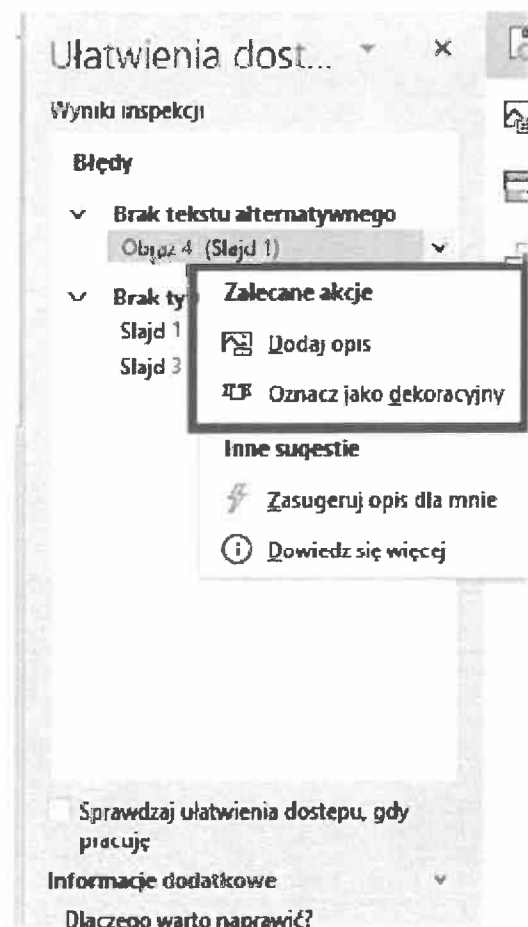 Ułatwienia dost...
Wyniki inspekcji
Błędy
Brak tekstu alternatywnego
Obraz 4 (Slajd 1)
Brak ty
Zalecane akcje
Slajd 1
Dodaj opis
Slajd 3
Oznacz jako dekoracyjny
Inne sugestie
Zasugeruj opis dla mnie
Dowiedz się więcej
Sprawdzaj ułatwienia dostępu, gdy
pracuję
Informacje dodatkowe
Dlaczego warto naprawić?